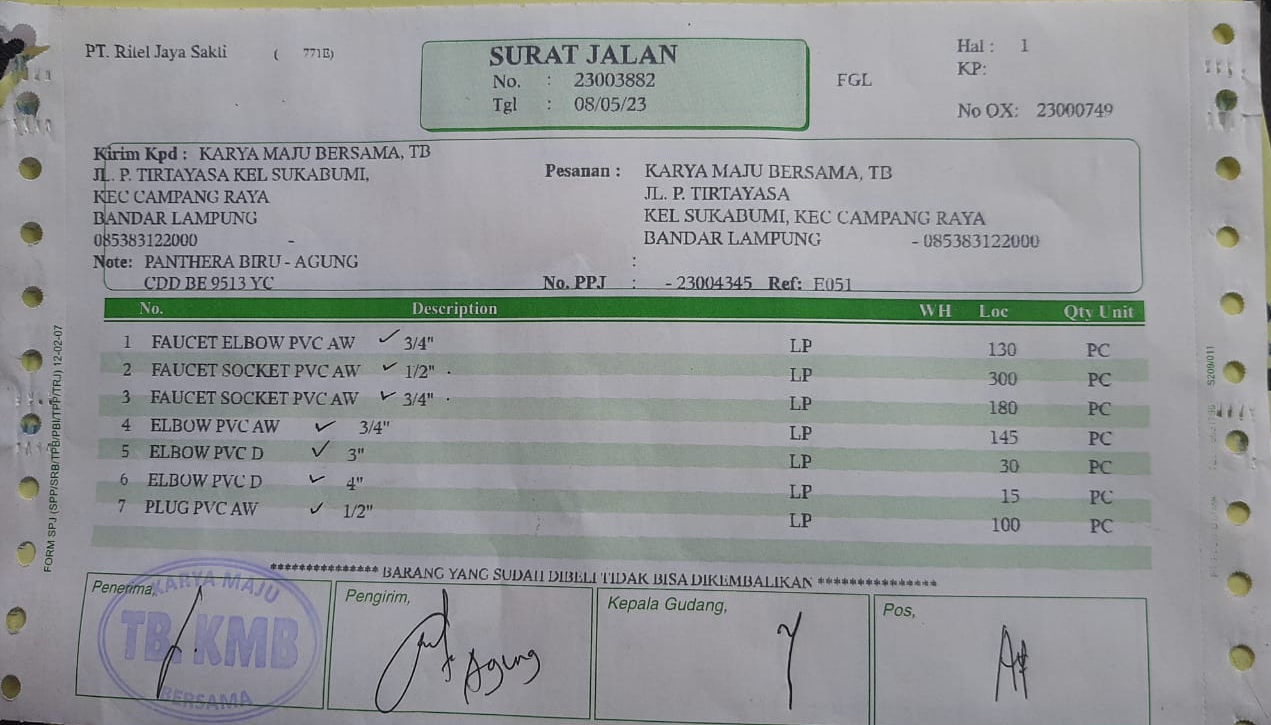 PT. Ritel Jaya Sakti ( 771E)
SURAT JALAN
No. : 23003882
Tgl : 08/05/23
FGL
Hal : 1
KP:
No OX: 23000749
Kirim Kpd : KARYA MAJU BERSAMA, TB
JL. P. TIRTAYASA KEL SUKABUMI,
KEC CAMPANG RAYA
BANDAR LAMPUNG
085383122000 -
Note: PANTHERA BIRU - AGUNG
CDD BE 9513 YC
Pesanan : KARYA MAJU BERSAMA, TB
JL. P. TIRTAYASA
KEL SUKABUMI, KEC CAMPANG RAYA
BANDAR LAMPUNG - 085383122000
:
No. PPJ : - 23004345 Ref: E051
No. Description WH Loc Qty Unit
1 FAUCET ELBOW PVC AW ✓ 3/4" LP 130 PC
2 FAUCET SOCKET PVC AW ✓ 1/2" . LP 300 PC
3 FAUCET SOCKET PVC AW ✓ 3/4" . LP 180 PC
4 ELBOW PVC AW ✓ 3/4" LP 145 PC
5 ELBOW PVC D ✓ 3" LP 30 PC
6 ELBOW PVC D ✓ 4" LP 15 PC
7 PLUG PVC AW ✓ 1/2" LP 100 PC
*************** BARANG YANG SUDAH DIBELI TIDAK BISA DIKEMBALIKAN ***************
Penerima,
KARYA MAJU
TB. KMB
BERSAMA
Pengirim,
Agung
Kepala Gudang,
Pos,
FORM SPJ (SPP/SRB/TPB/PBI/TPP/TRJ) 12-02-07